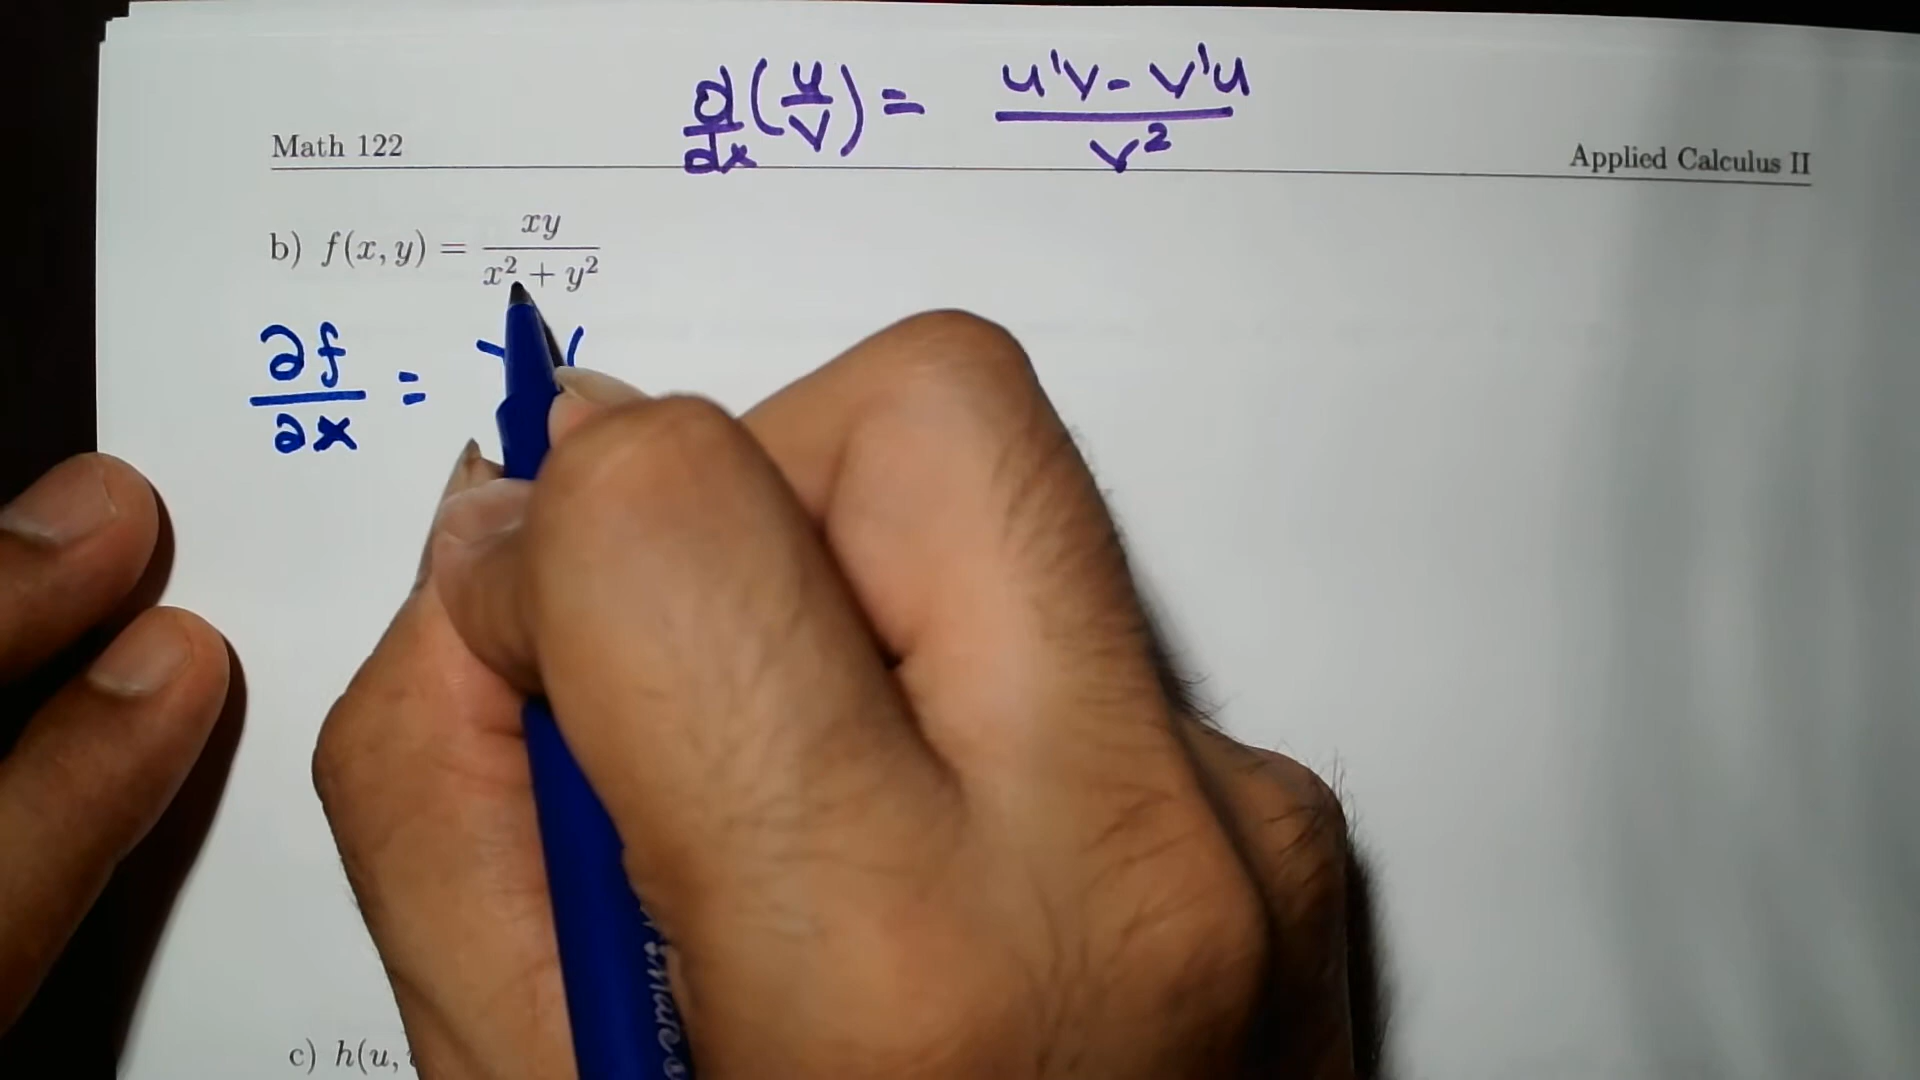 d/dx (u/v) = u'v - v'u / v²
Math 122
Applied Calculus II
b) f(x, y) = xy / x² + y²
∂f/∂x =
c) h(u,